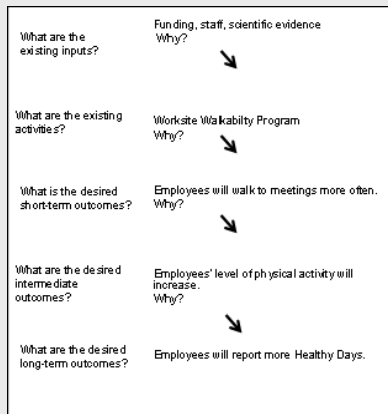 Funding, staff, scientific evidence
What are the
existing inputs?
Why?
What are the existing
activities?
Worksite Walkabilty Program
Why?
What is the desired
short-term outcomes?
Employees will walk to meetings more often.
Why?
What are the desired
intermediate
outcomes?
Employees' level of physical activity will
increase.
Why?
What are the desired
long-term outcomes?
Employees will report more Healthy Days.